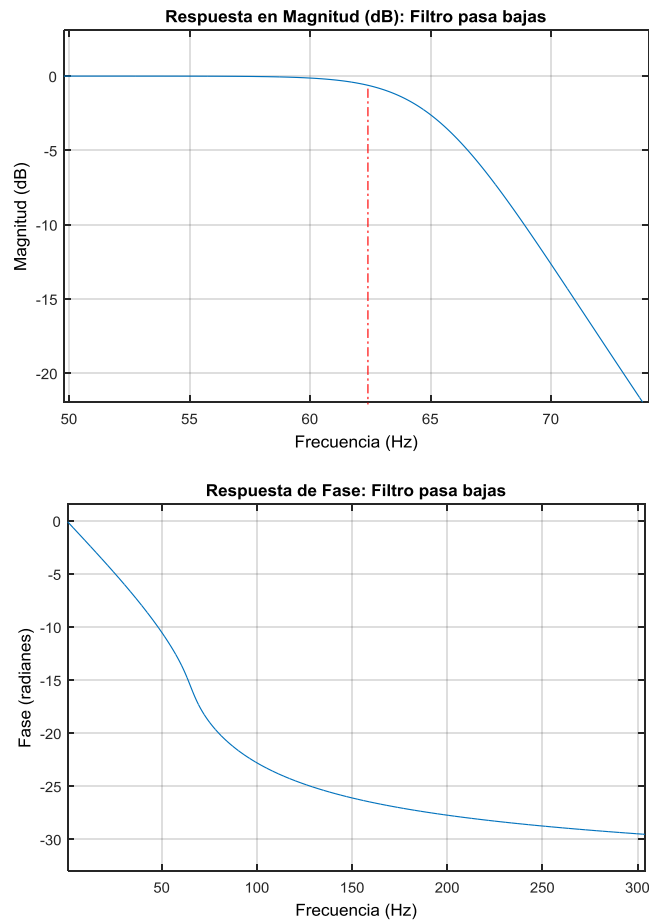 Respuesta en Magnitud (dB): Filtro pasa bajas
0
-5
-10
-15
-20
Magnitud (dB)
50 55 60 65 70
Frecuencia (Hz)
Respuesta de Fase: Filtro pasa bajas
0
-5
-10
-15
-20
-25
-30
Fase (radianes)
50 100 150 200 250 300
Frecuencia (Hz)